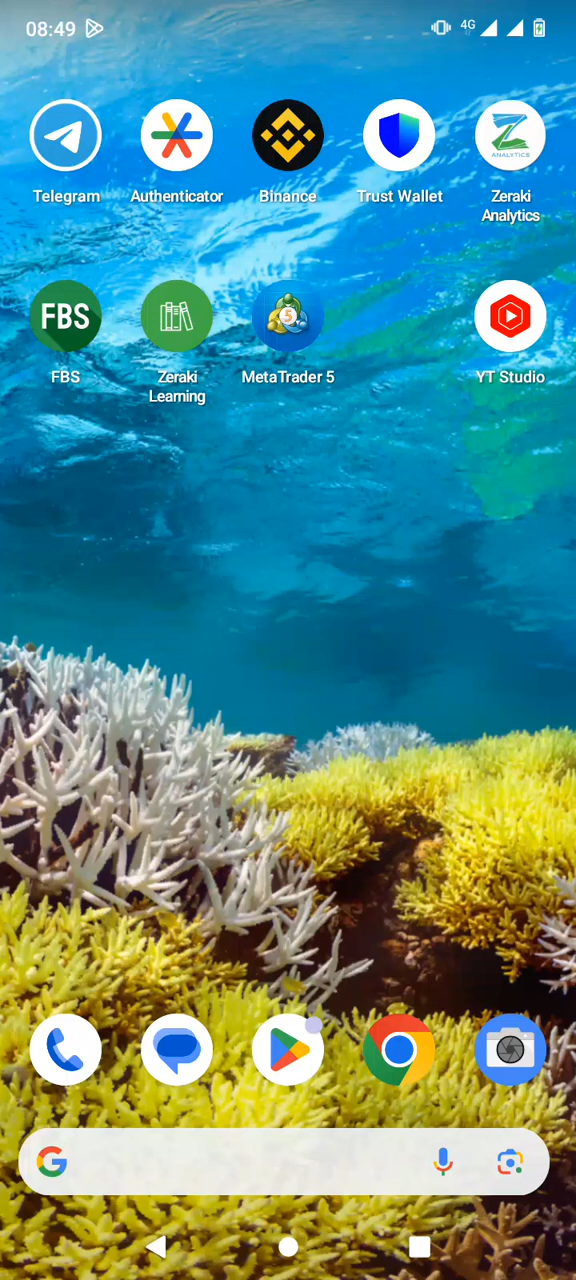 08:49
4G
Telegram
Authenticator
Binance
Trust Wallet
Z
ANALYTICS
Zeraki
Analytics
FBS
FBS
Zeraki
Learning
5
MetaTrader 5
YT Studio
G